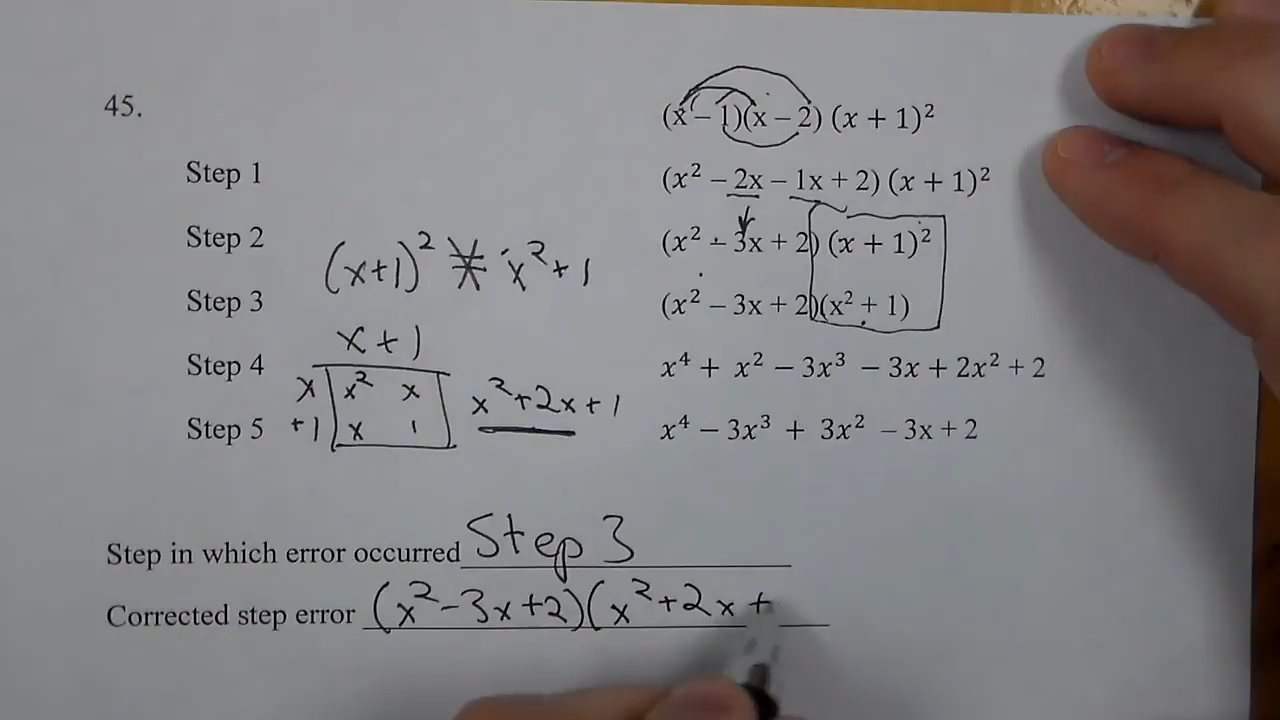 45. (x – 1)(x – 2) (x + 1)²
Step 1 (x² – 2x – 1x + 2) (x + 1)²
Step 2 (x² – 3x + 2) (x + 1)²
(x+1)² ≠ x²+1
Step 3 (x² – 3x + 2)(x² + 1)
x + 1
Step 4 x⁴ + x² – 3x³ – 3x + 2x² + 2
x x² x
x²+2x+1
Step 5 x⁴ – 3x³ + 3x² – 3x + 2
+1 x 1
Step in which error occurred Step 3
Corrected step error (x²-3x+2)(x²+2x+